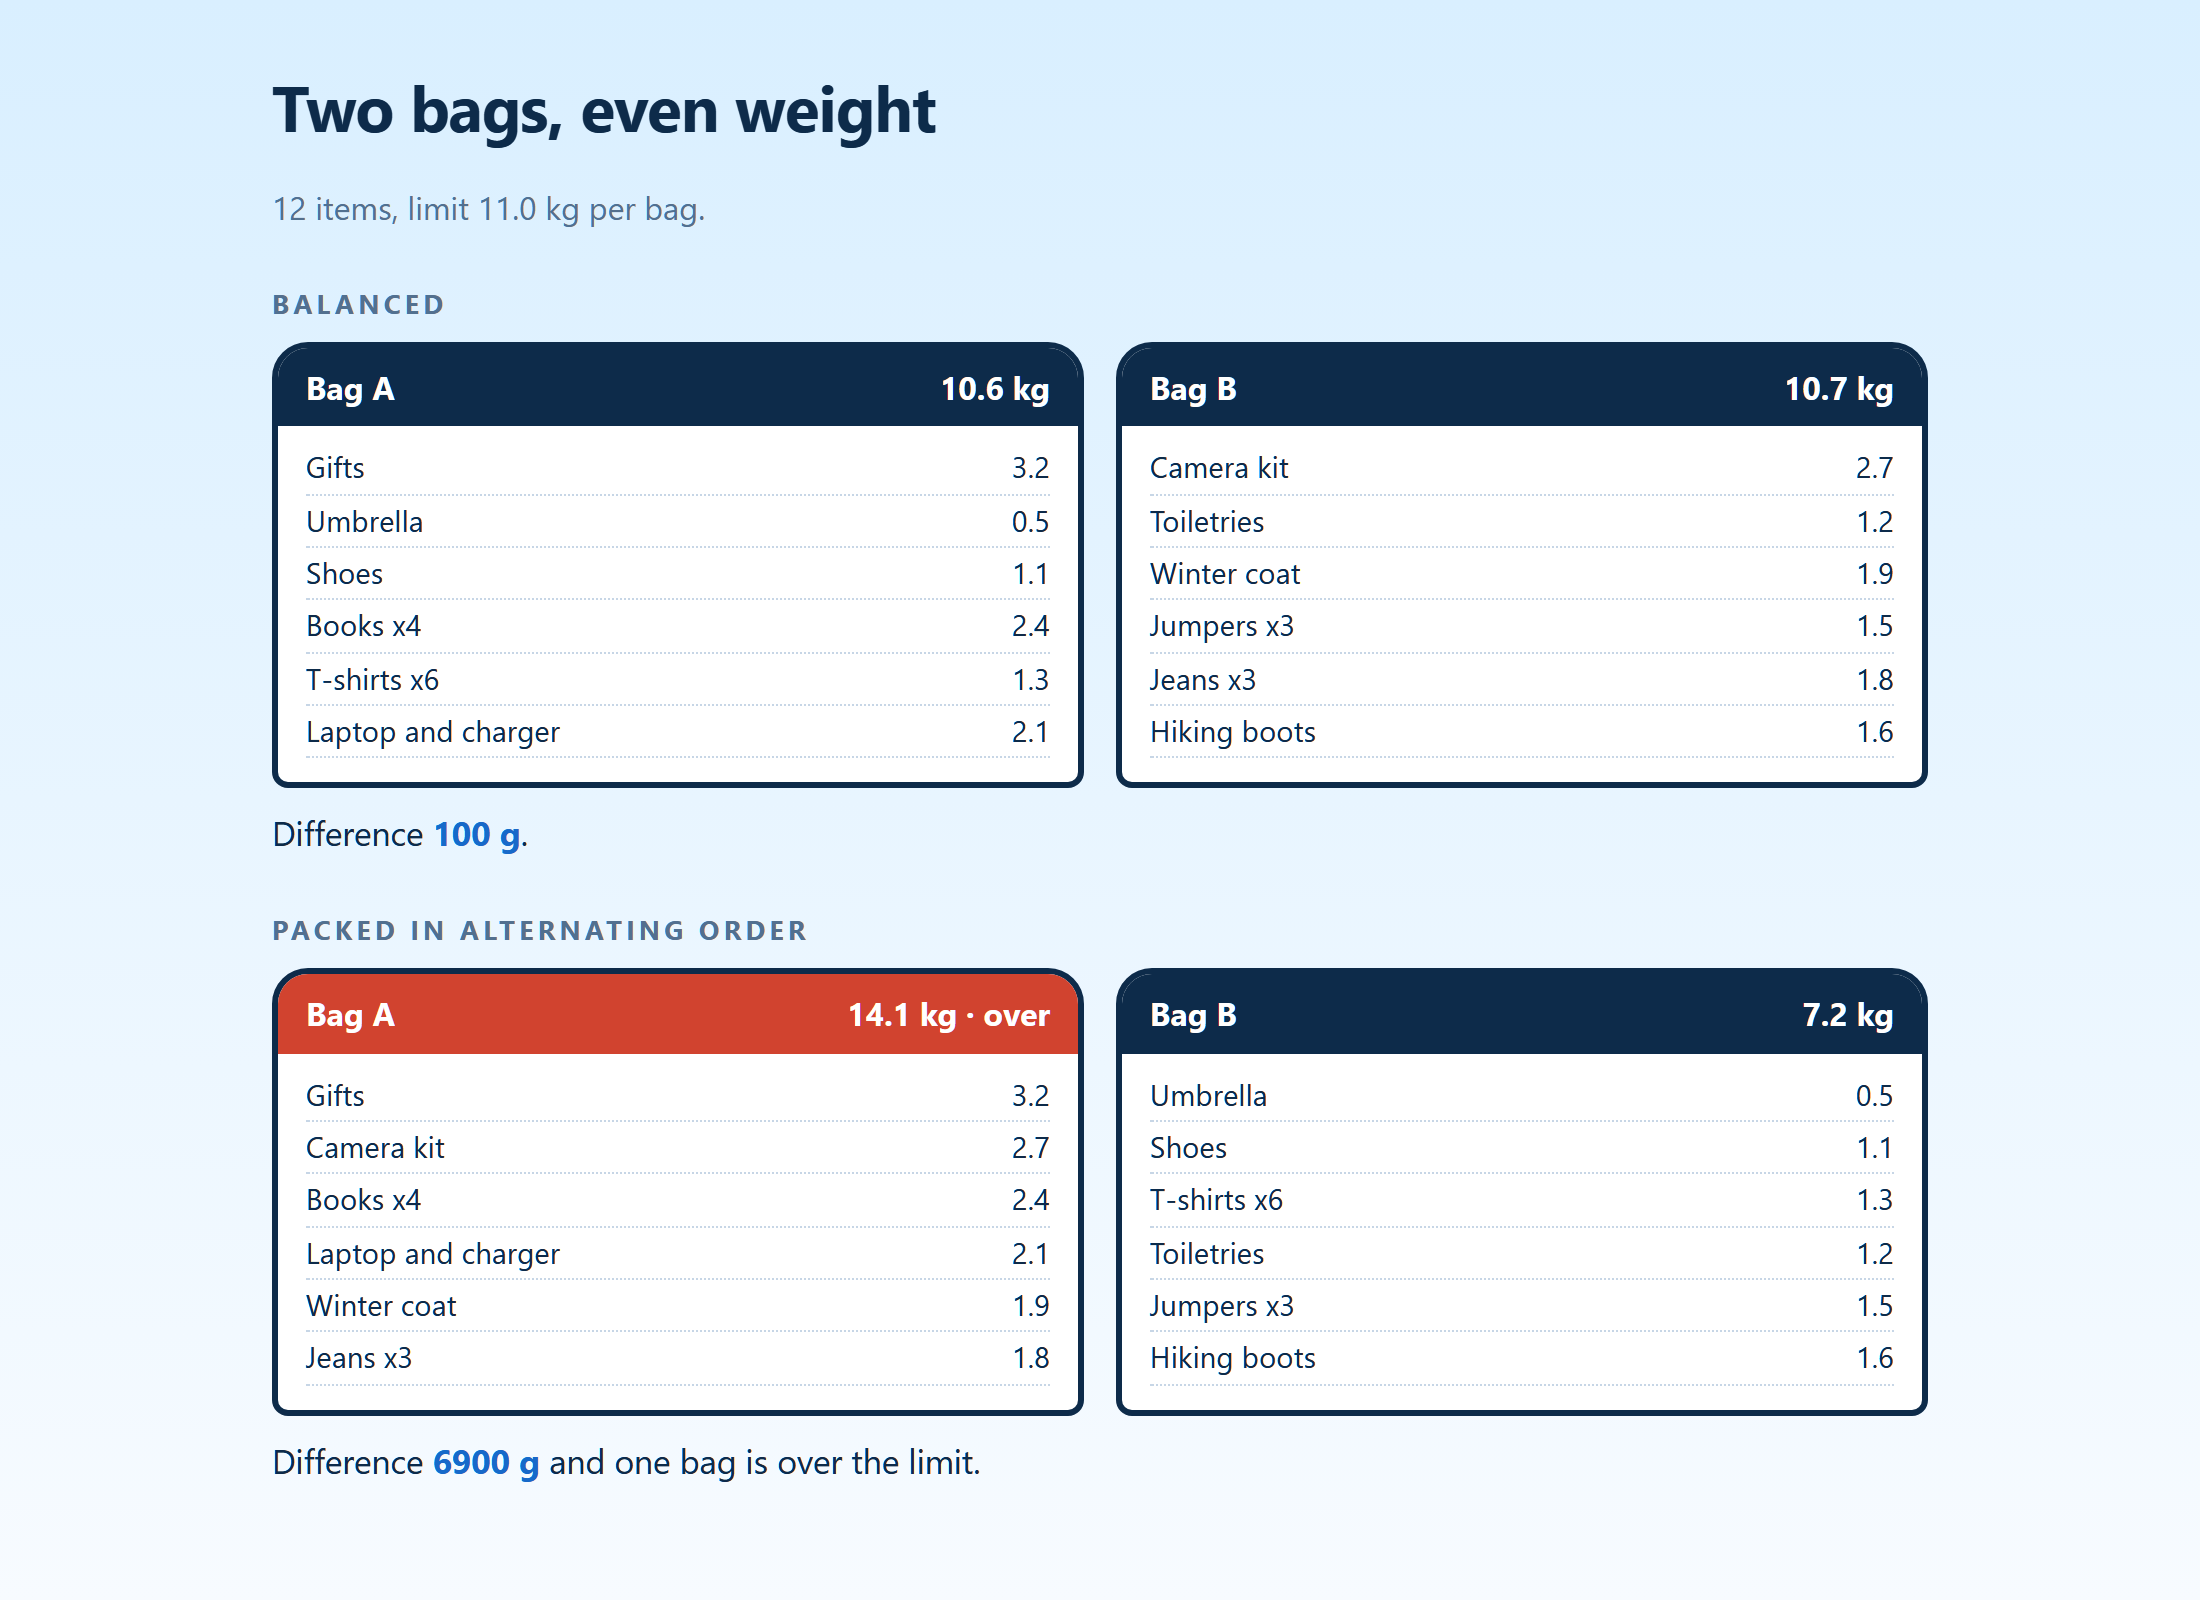 Two bags, even weight
12 items, limit 11.0 kg per bag.
BALANCED
Bag A 10.6 kg
Gifts 3.2
Umbrella 0.5
Shoes 1.1
Books x4 2.4
T-shirts x6 1.3
Laptop and charger 2.1
Bag B 10.7 kg
Camera kit 2.7
Toiletries 1.2
Winter coat 1.9
Jumpers x3 1.5
Jeans x3 1.8
Hiking boots 1.6
Difference 100 g.
PACKED IN ALTERNATING ORDER
Bag A 14.1 kg · over
Gifts 3.2
Camera kit 2.7
Books x4 2.4
Laptop and charger 2.1
Winter coat 1.9
Jeans x3 1.8
Bag B 7.2 kg
Umbrella 0.5
Shoes 1.1
T-shirts x6 1.3
Toiletries 1.2
Jumpers x3 1.5
Hiking boots 1.6
Difference 6900 g and one bag is over the limit.